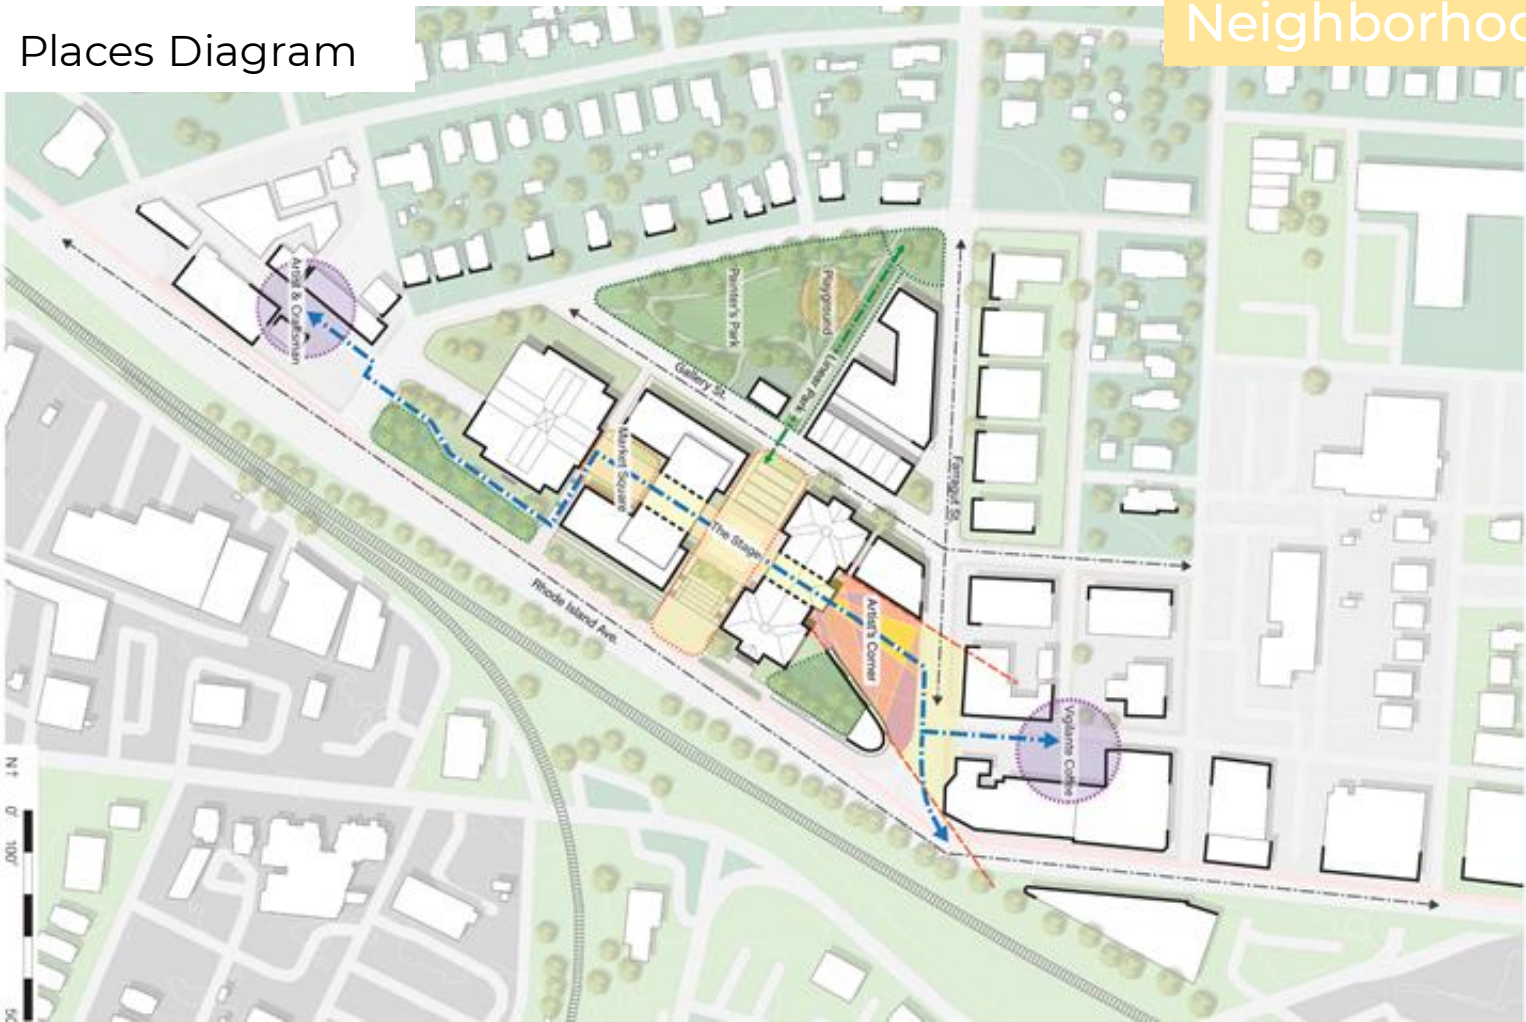 Places Diagram
Neighborhoo
Artist & Craftsman
Painter's Park
Playground
Linear Park
Gallery St.
Market Square
The Stage
Farragut St.
Rhode Island Ave.
Artist's Corner
Vigilante Coffee
N
0'
100'